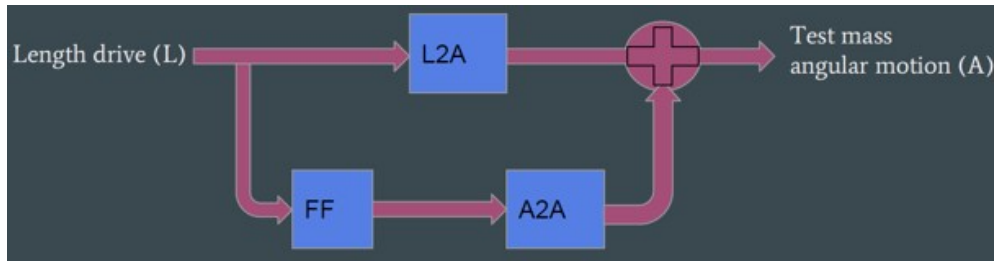 Length drive (L)
L2A
Test mass
angular motion (A)
FF
A2A